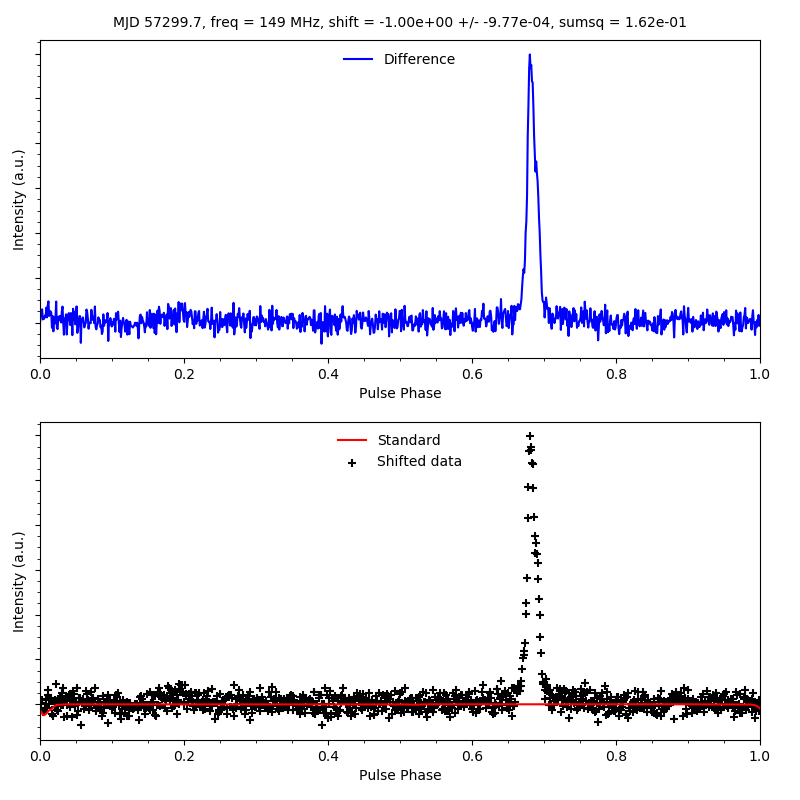 MJD 57299.7, freq = 149 MHz, shift = -1.00e+00 +/- -9.77e-04, sumsq = 1.62e-01
Difference
Intensity (a.u.)
0.0 0.2 0.4 0.6 0.8 1.0
Pulse Phase
Standard
Shifted data
Intensity (a.u.)
0.0 0.2 0.4 0.6 0.8 1.0
Pulse Phase